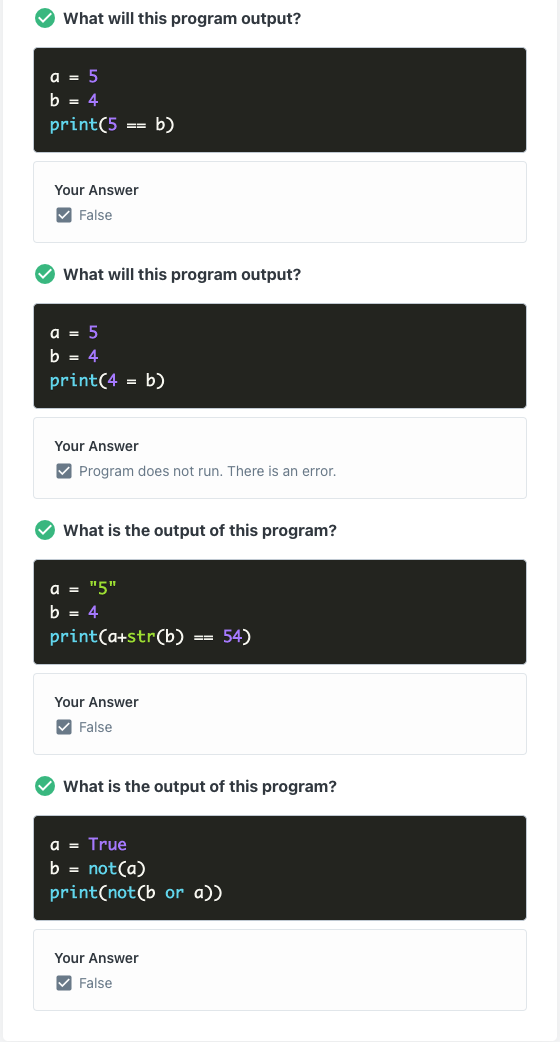 What will this program output?
a = 5
b = 4
print(5 == b)
Your Answer
False
What will this program output?
a = 5
b = 4
print(4 = b)
Your Answer
Program does not run. There is an error.
What is the output of this program?
a = "5"
b = 4
print(a+str(b) == 54)
Your Answer
False
What is the output of this program?
a = True
b = not(a)
print(not(b or a))
Your Answer
False